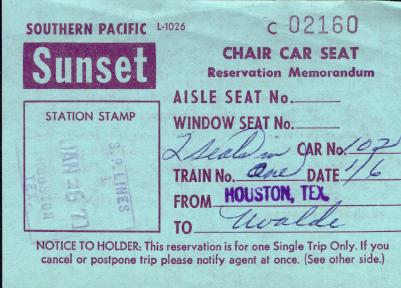 SOUTHERN PACIFIC L-1026
C 02160
Sunset
CHAIR CAR SEAT
Reservation Memorandum
AISLE SEAT No.
STATION STAMP
WINDOW SEAT No.
2 seats in CAR No. 102
TRAIN No. One DATE 1/6
FROM HOUSTON, TEX.
TO Uvalde
S.P. LINES
1
JAN -6 71
HOUSTON
TEX.
NOTICE TO HOLDER: This reservation is for one Single Trip Only. If you
cancel or postpone trip please notify agent at once. (See other side.)